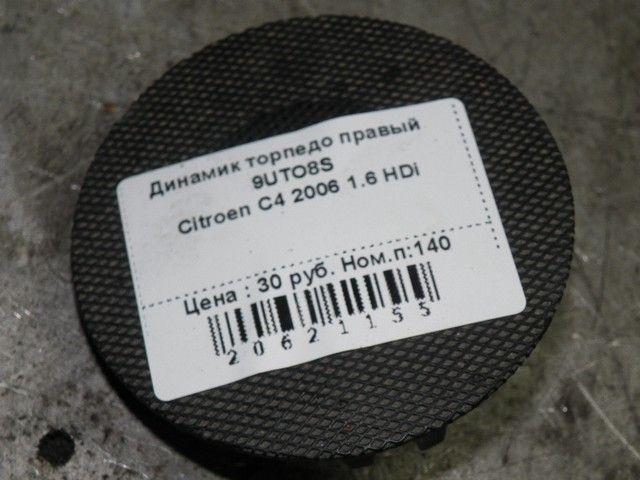 Динамик торпедо правый
9UTO8S
Citroen C4 2006 1.6 HDi
Цена : 30 руб. Ном.п:140
20621155